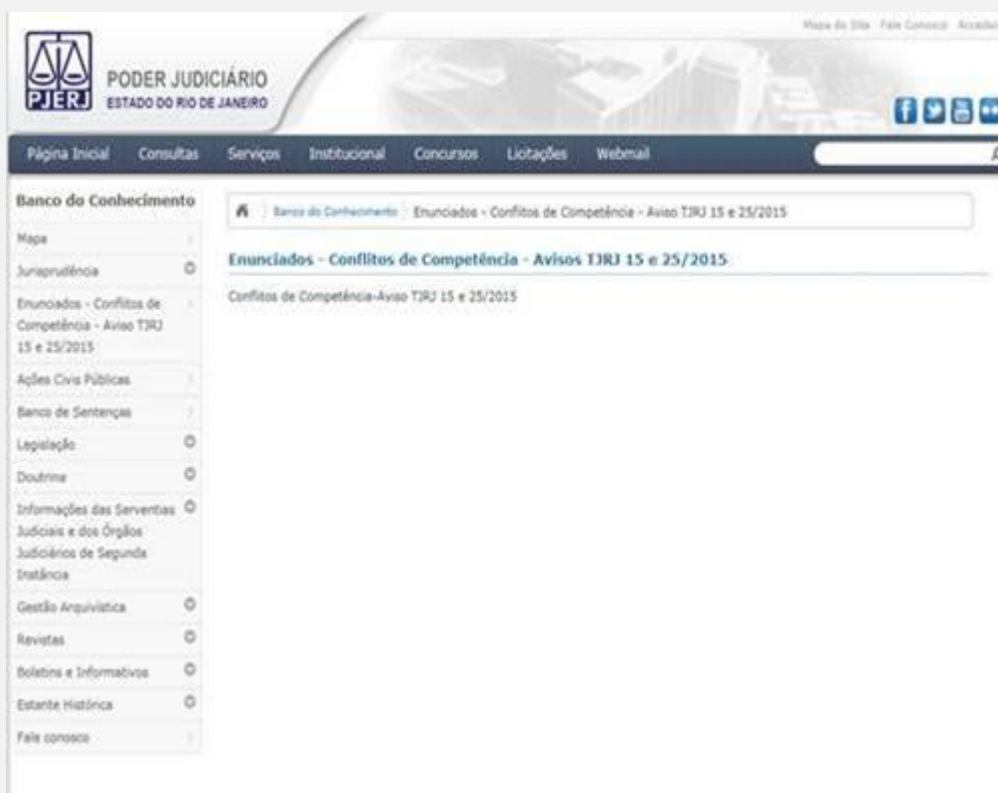 Mapa do Site Fale Conosco
PJERJ
PODER JUDICIÁRIO
ESTADO DO RIO DE JANEIRO
Página Inicial Consultas Serviços Institucional Concursos Licitações Webmail
Banco do Conhecimento
Mapa
Jurisprudência
Enunciados - Conflitos de
Competência - Aviso TJRJ
15 e 25/2015
Ações Civis Públicas
Banco de Sentenças
Legislação
Doutrina
Informações das Serventias
Judiciais e dos Órgãos
Judiciários de Segunda
Instância
Gestão Arquivística
Revistas
Boletins e Informativos
Estante Histórica
Fale conosco
Banco do Conhecimento Enunciados - Conflitos de Competência - Aviso TJRJ 15 e 25/2015
Enunciados - Conflitos de Competência - Avisos TJRJ 15 e 25/2015
Conflitos de Competência-Aviso TJRJ 15 e 25/2015